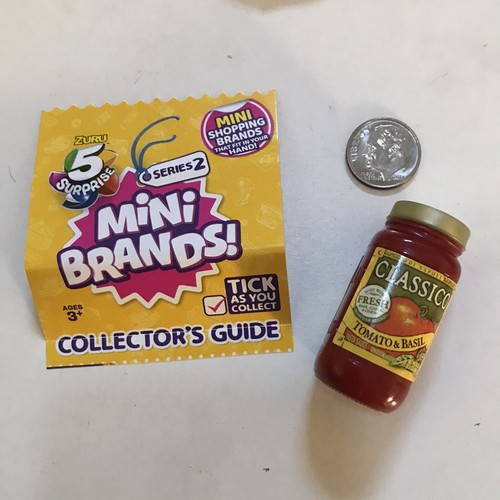 ZURU
5
SURPRISE
MINI
SHOPPING
BRANDS
THAT FIT IN YOUR
HAND!
SERIES 2
MiNi
BRANDS!
AGES
3+
TICK
AS YOU
COLLECT
COLLECTOR'S GUIDE
CLASSICO
FRESH
TOMATO & BASIL